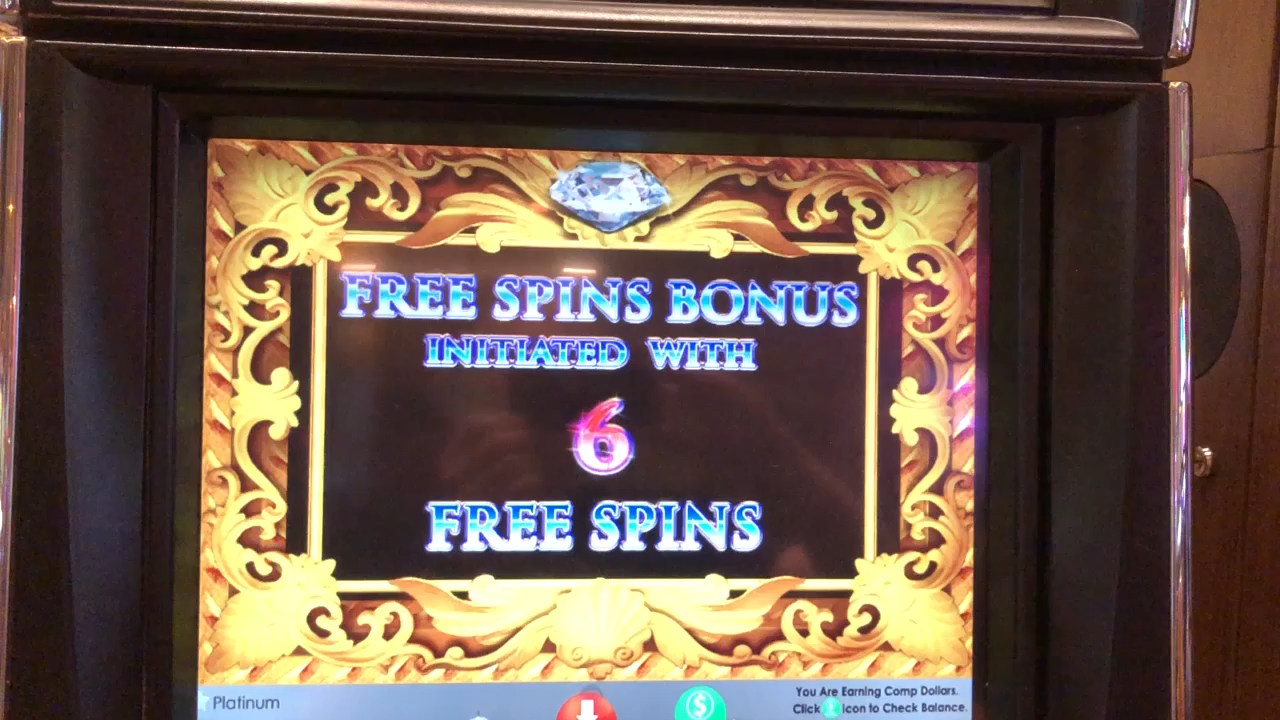 FREE SPINS BONUS
INITIATED WITH
6
FREE SPINS
Platinum
$
You Are Earning Comp Dollars.
Click icon to Check Balance.